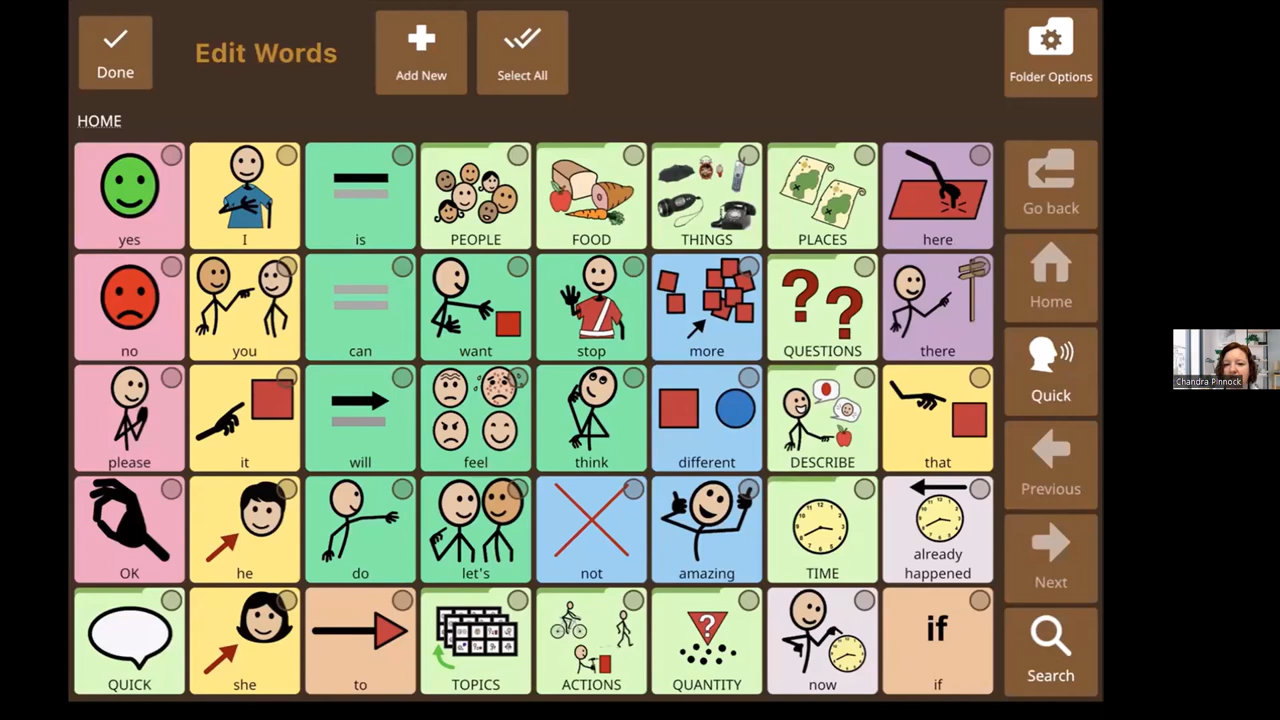 Done
Edit Words
Add New
Select All
Folder Options
HOME
yes
I
is
PEOPLE
FOOD
THINGS
PLACES
here
Go back
no
you
can
want
stop
more
QUESTIONS
there
Home
please
it
will
feel
think
different
DESCRIBE
that
Quick
Chandra Pinnock
OK
he
do
let's
not
amazing
TIME
already
happened
Previous
QUICK
she
to
TOPICS
ACTIONS
QUANTITY
now
if
if
Next
Search